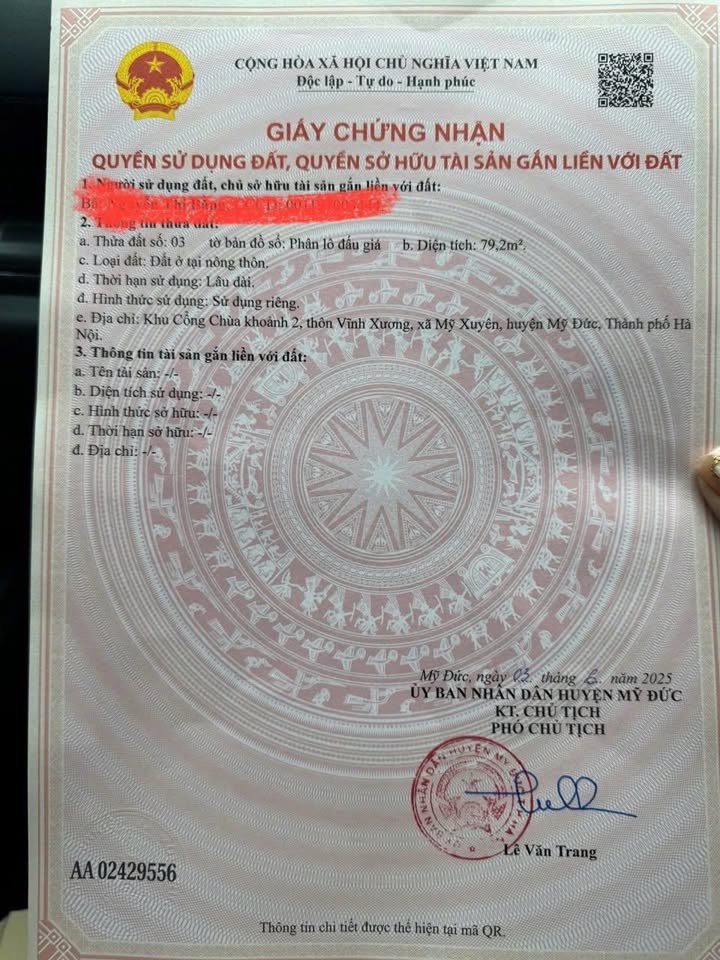 CỘNG HÒA XÃ HỘI CHỦ NGHĨA VIỆT NAM
Độc lập - Tự do - Hạnh phúc
GIẤY CHỨNG NHẬN
QUYỀN SỬ DỤNG ĐẤT, QUYỀN SỞ HỮU TÀI SẢN GẮN LIỀN VỚI ĐẤT
1. Người sử dụng đất, chủ sở hữu tài sản gắn liền với đất:
2. Thông tin thửa đất:
a. Thửa đất số: 03 tờ bản đồ số: Phân lô đấu giá b. Diện tích: 79,2m².
c. Loại đất: Đất ở tại nông thôn.
d. Thời hạn sử dụng: Lâu dài.
đ. Hình thức sử dụng: Sử dụng riêng.
e. Địa chỉ: Khu Cổng Chùa khoảnh 2, thôn Vĩnh Xương, xã Mỹ Xuyên, huyện Mỹ Đức, Thành phố Hà
Nội.
3. Thông tin tài sản gắn liền với đất:
a. Tên tài sản: -/-
b. Diện tích sử dụng: -/-
c. Hình thức sở hữu: -/-
d. Thời hạn sở hữu: -/-
đ. Địa chỉ: -/-
Mỹ Đức, ngày 03 tháng 6 năm 2025
ỦY BAN NHÂN DÂN HUYỆN MỸ ĐỨC
KT. CHỦ TỊCH
PHÓ CHỦ TỊCH
Lê Văn Trang
AA 02429556
Thông tin chi tiết được thể hiện tại mã QR.